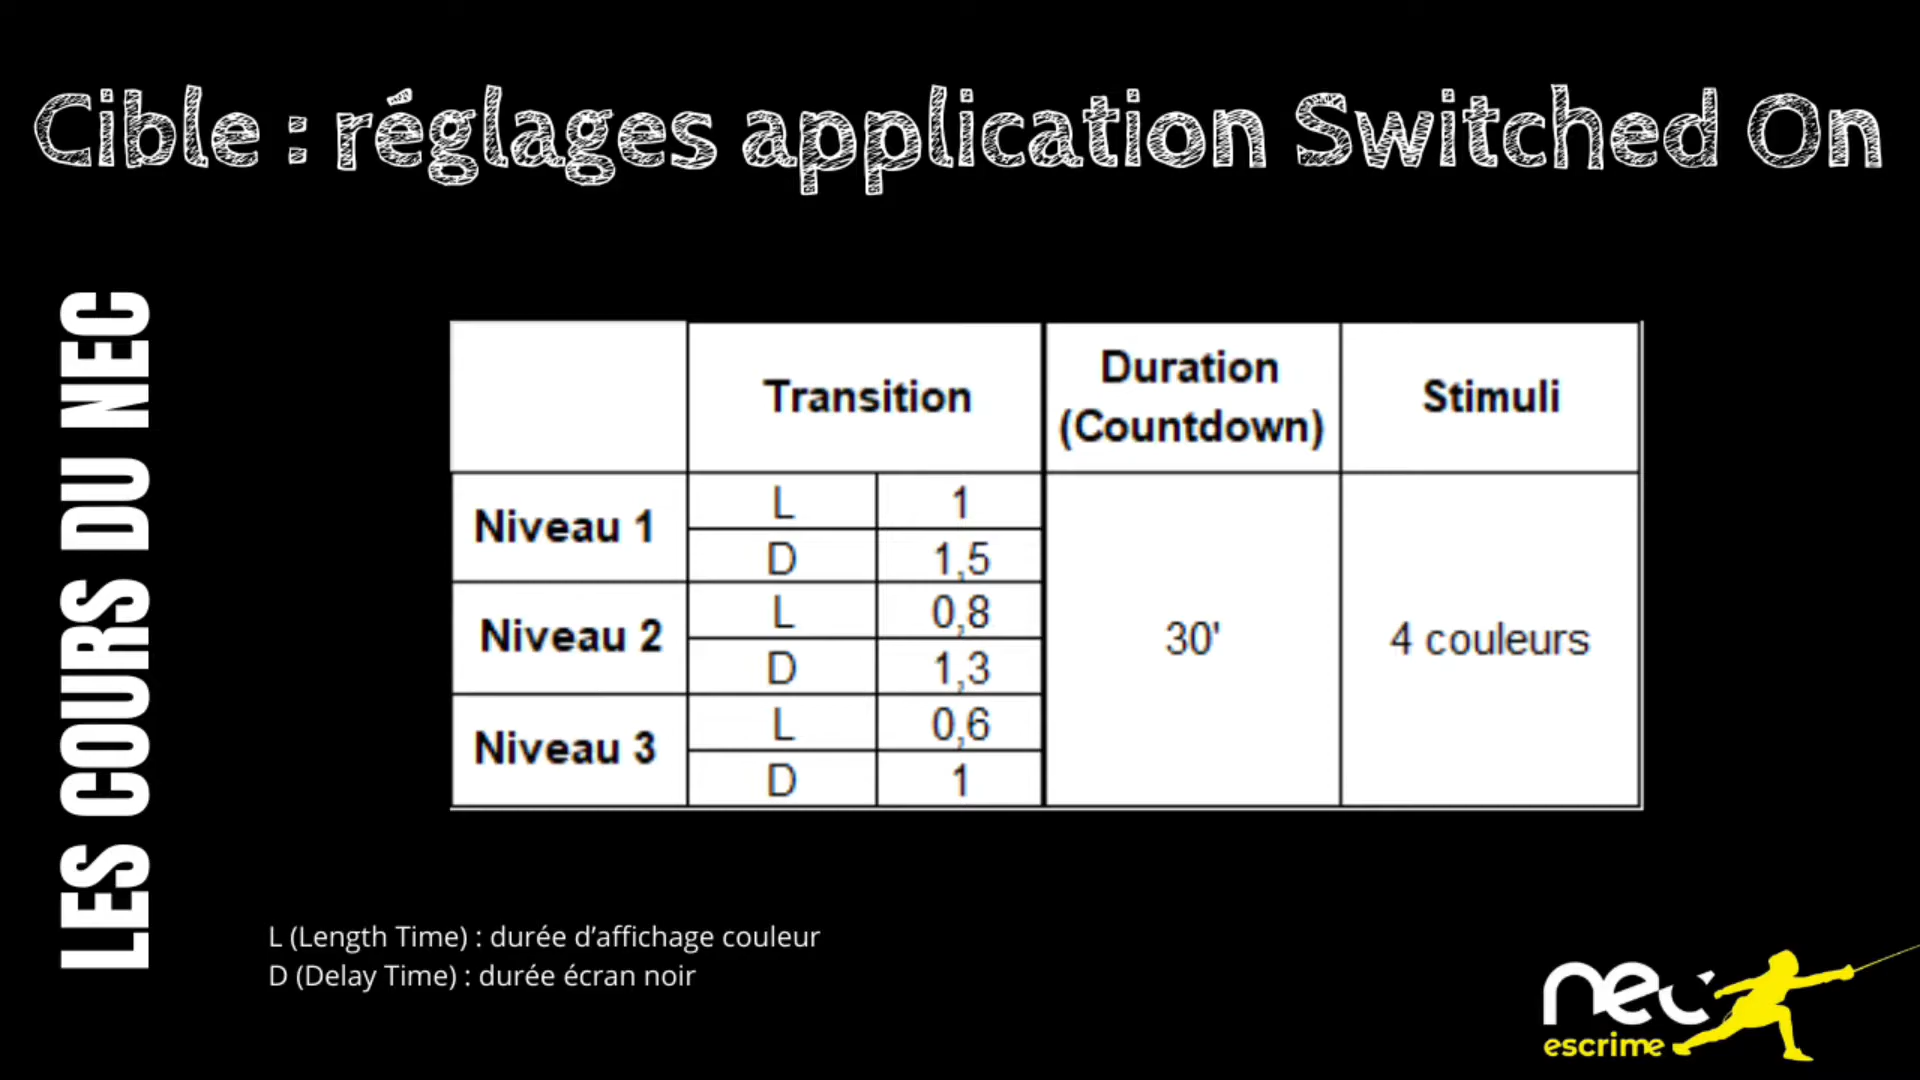 Cible : réglages application Switched On
LES COURS DU NEC
Transition
Duration
(Countdown)
Stimuli
Niveau 1
L
1
D
1,5
Niveau 2
L
0,8
D
1,3
Niveau 3
L
0,6
D
1
30'
4 couleurs
L (Length Time) : durée d’affichage couleur
D (Delay Time) : durée écran noir
nec
escrime